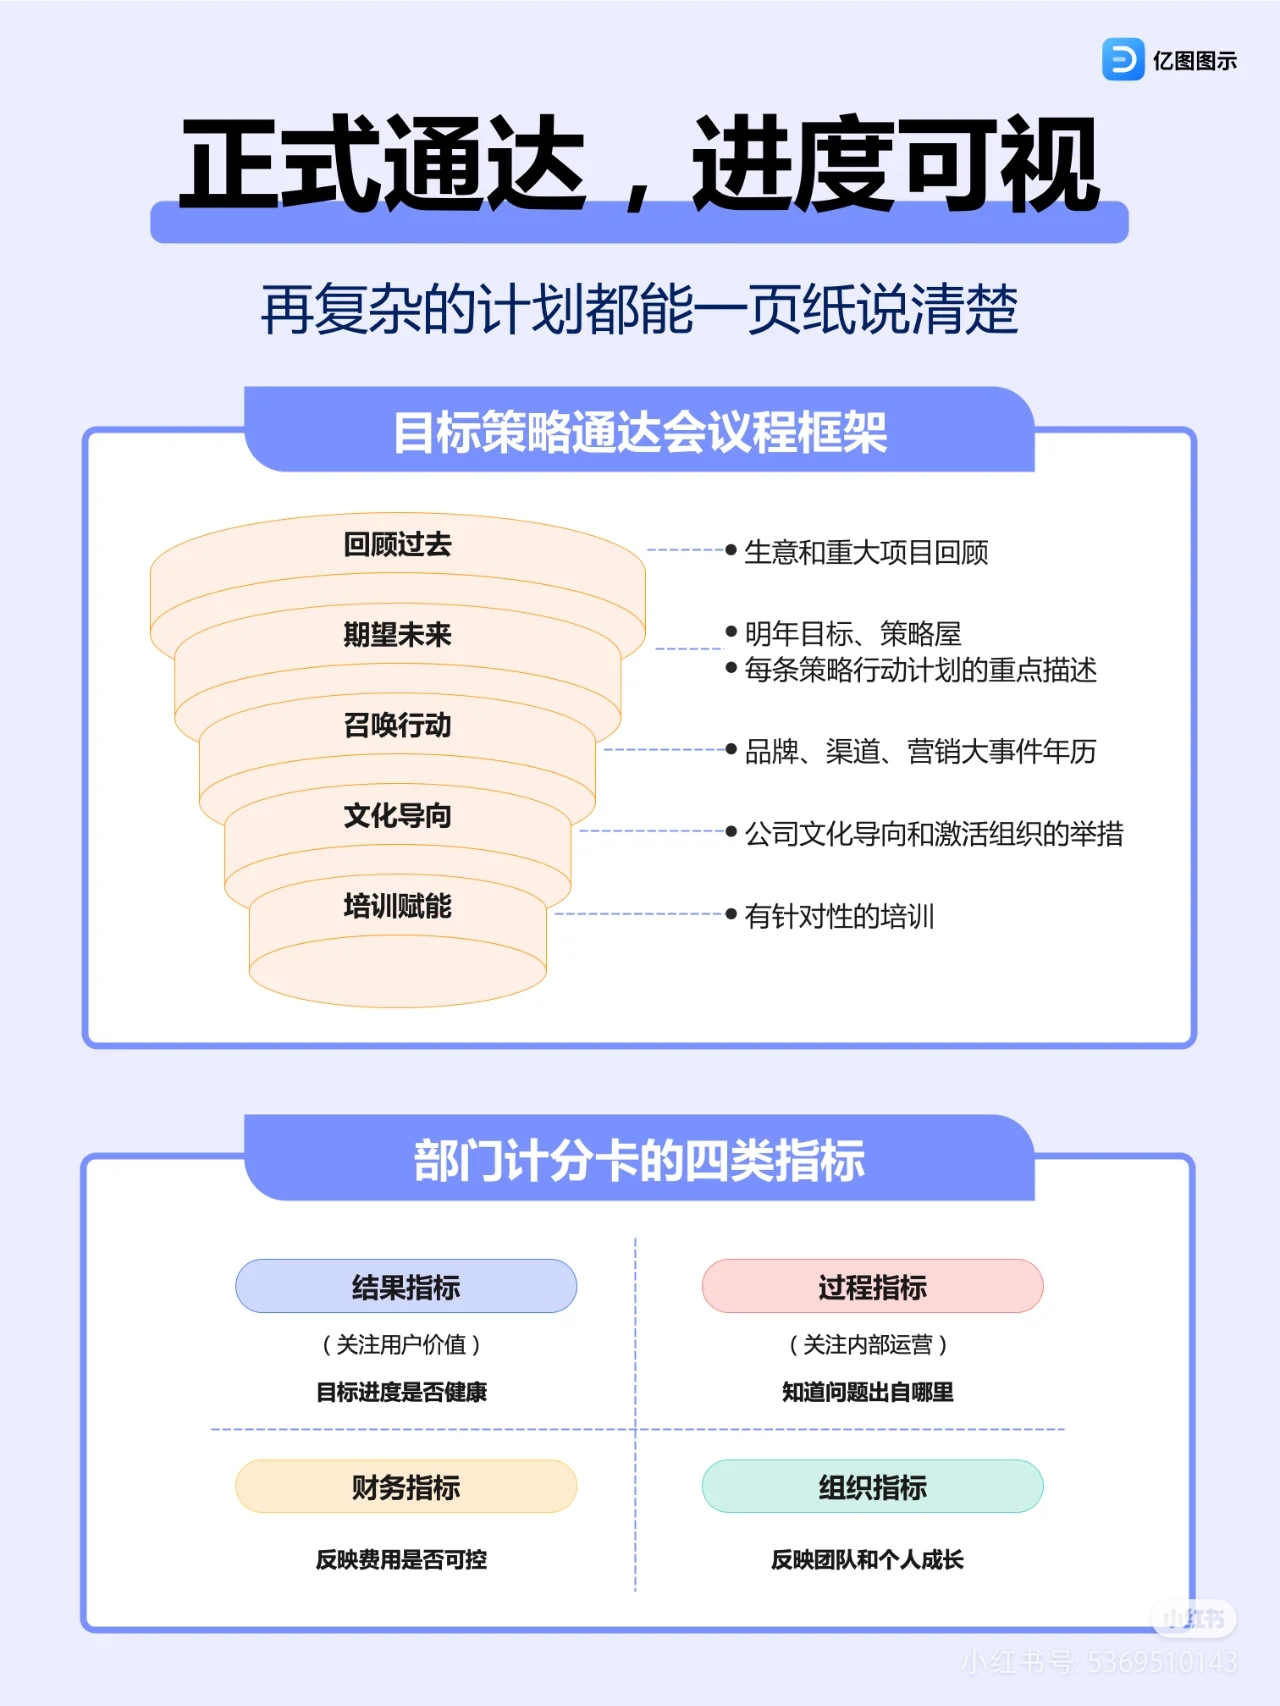 亿图图示
正式通达，进度可视
再复杂的计划都能一页纸说清楚
目标策略通达会议程框架
回顾过去
生意和重大项目回顾
期望未来
明年目标、策略屋
每条策略行动计划的重点描述
召唤行动
品牌、渠道、营销大事件年历
文化导向
公司文化导向和激活组织的举措
培训赋能
有针对性的培训
部门计分卡的四类指标
结果指标
（关注用户价值）
目标进度是否健康
过程指标
（关注内部运营）
知道问题出自哪里
财务指标
反映费用是否可控
组织指标
反映团队和个人成长
小红书
小红书号: 5369510143